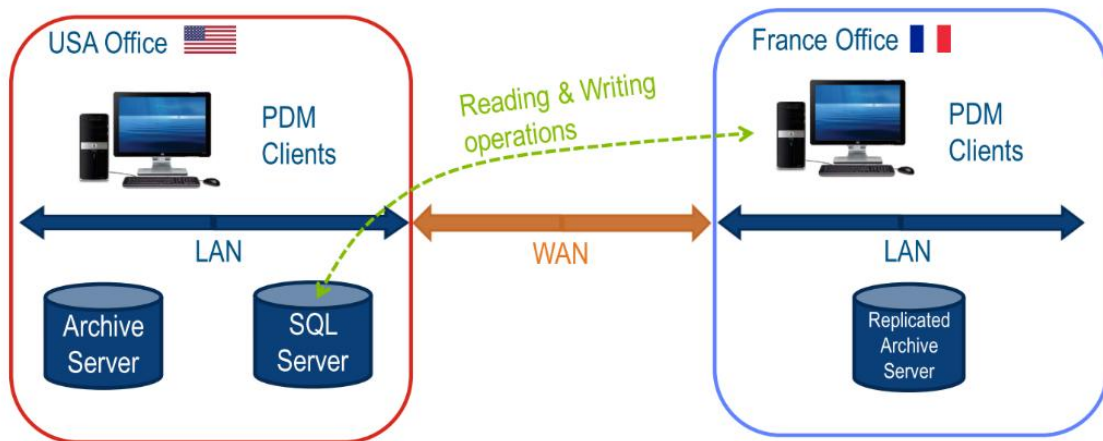 USA Office
PDM
Clients
LAN
Archive
Server
SQL
Server
Reading & Writing
operations
WAN
France Office
PDM
Clients
LAN
Replicated
Archive
Server